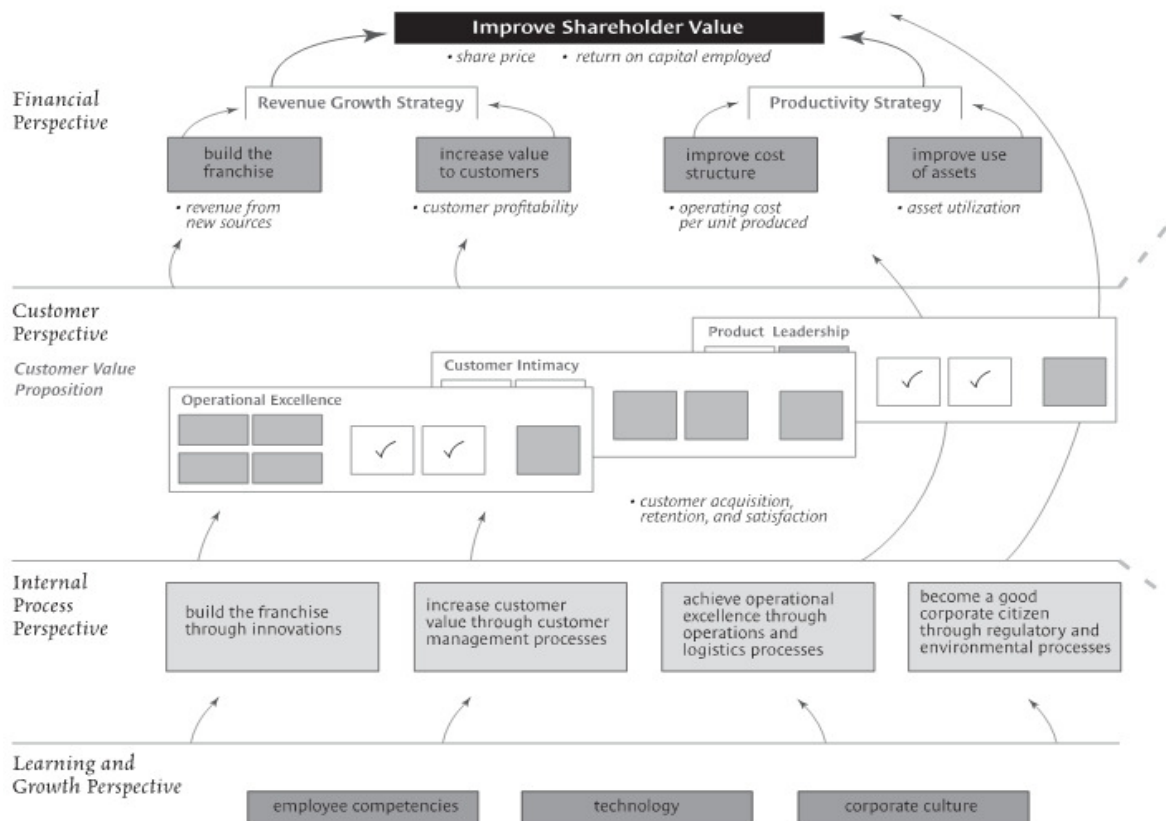 Improve Shareholder Value
• share price • return on capital employed
Financial
Perspective
Revenue Growth Strategy
Productivity Strategy
build the
franchise
increase value
to customers
improve cost
structure
improve use
of assets
• revenue from
new sources
• customer profitability
• operating cost
per unit produced
• asset utilization
Customer
Perspective
Customer Value
Proposition
Product Leadership
Customer Intimacy
Operational Excellence
• customer acquisition,
retention, and satisfaction
Internal
Process
Perspective
build the franchise
through innovations
increase customer
value through customer
management processes
achieve operational
excellence through
operations and
logistics processes
become a good
corporate citizen
through regulatory and
environmental processes
Learning and
Growth Perspective
employee competencies
technology
corporate culture